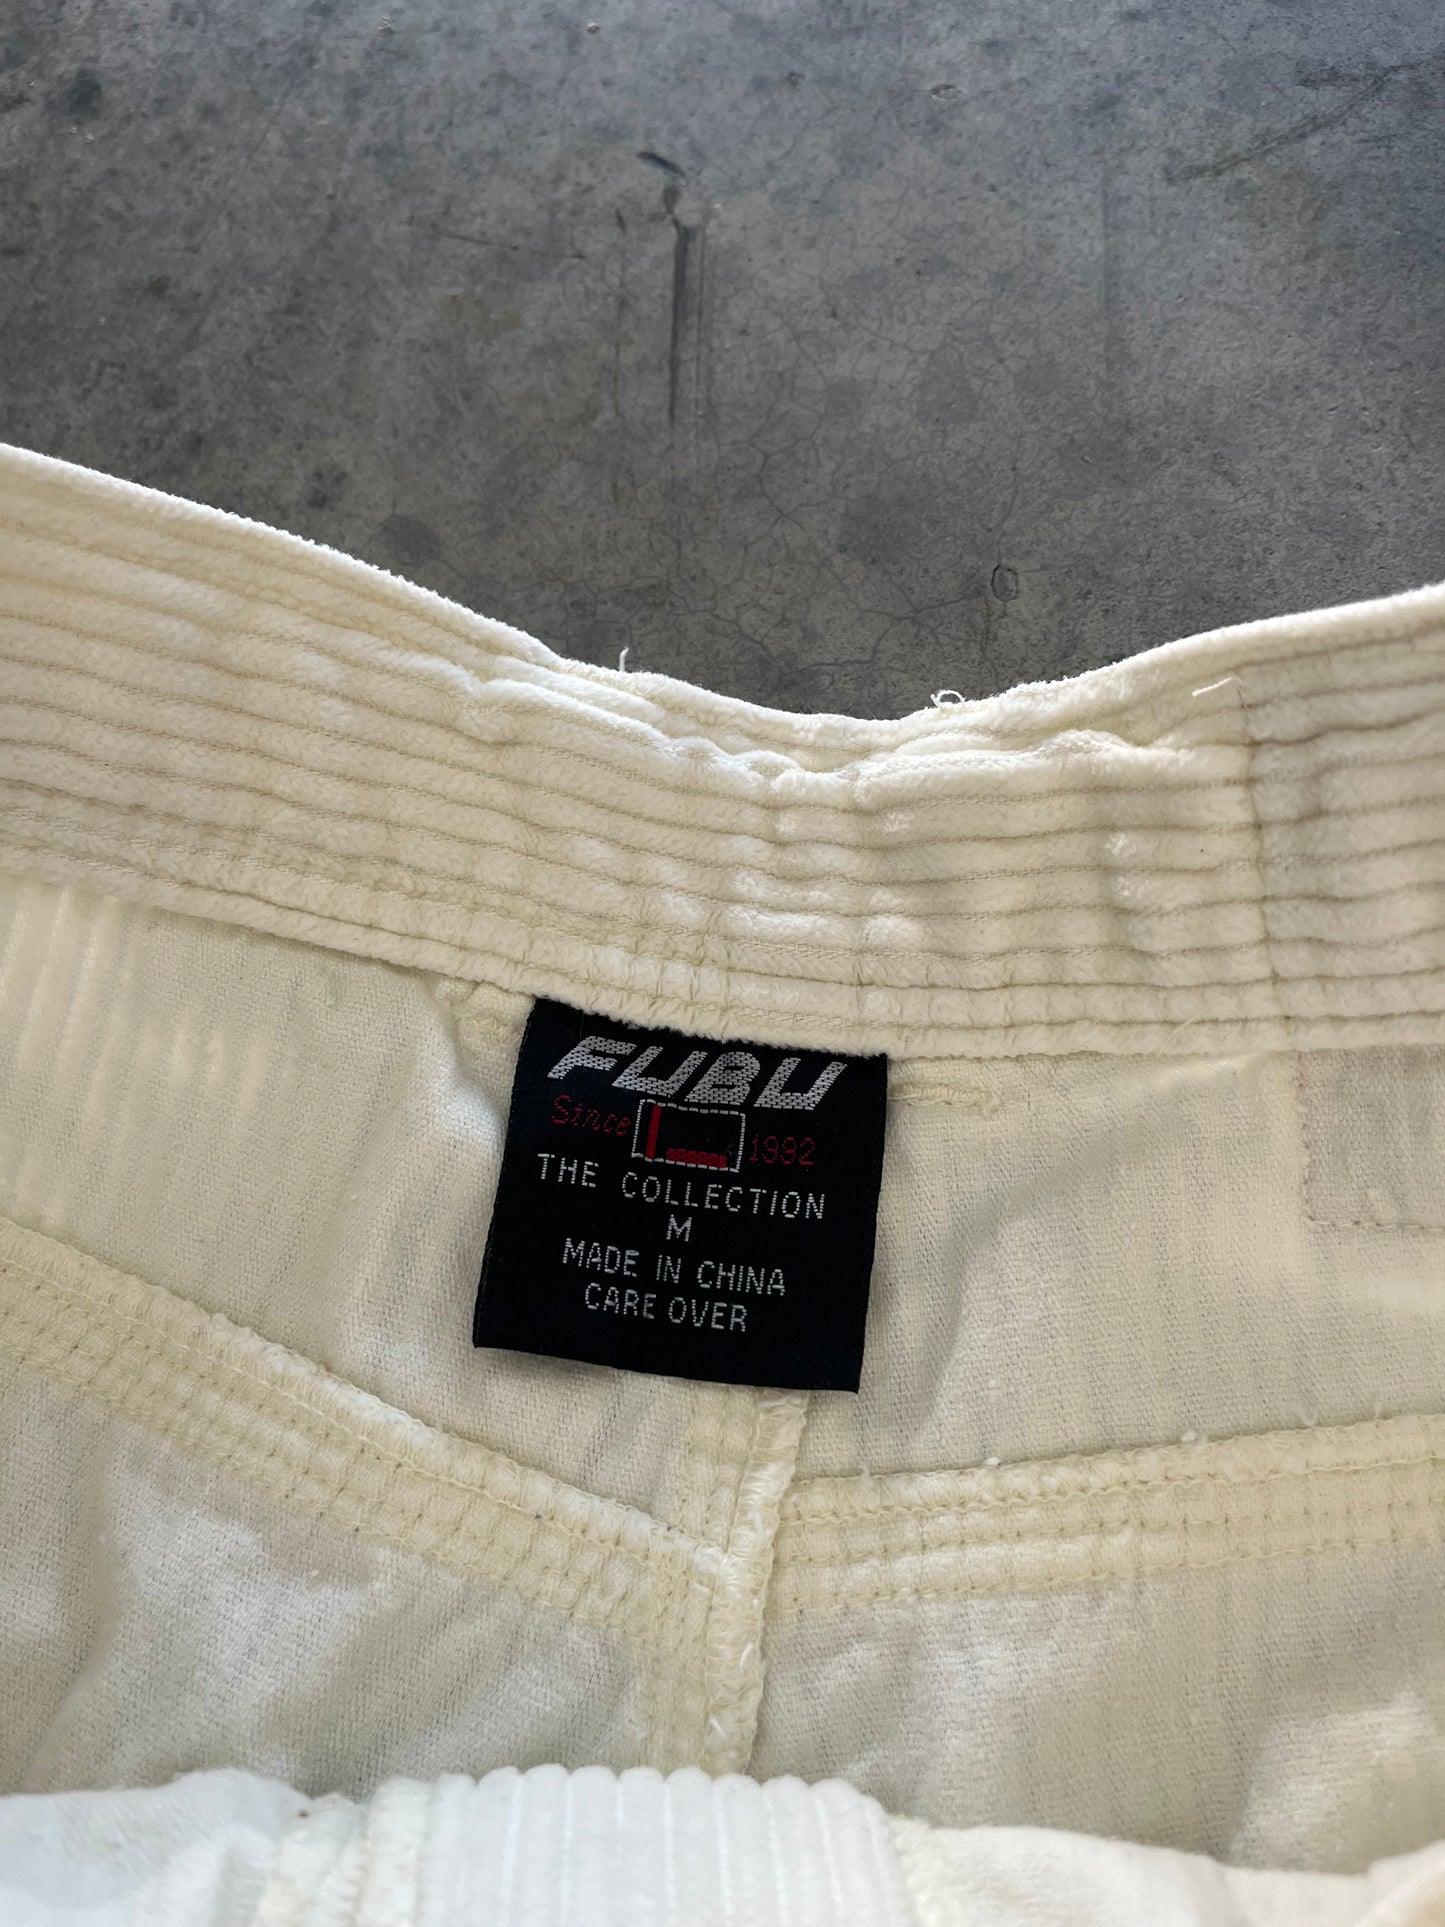 FUBU
Since 1992
THE COLLECTION
M
MADE IN CHINA
CARE OVER